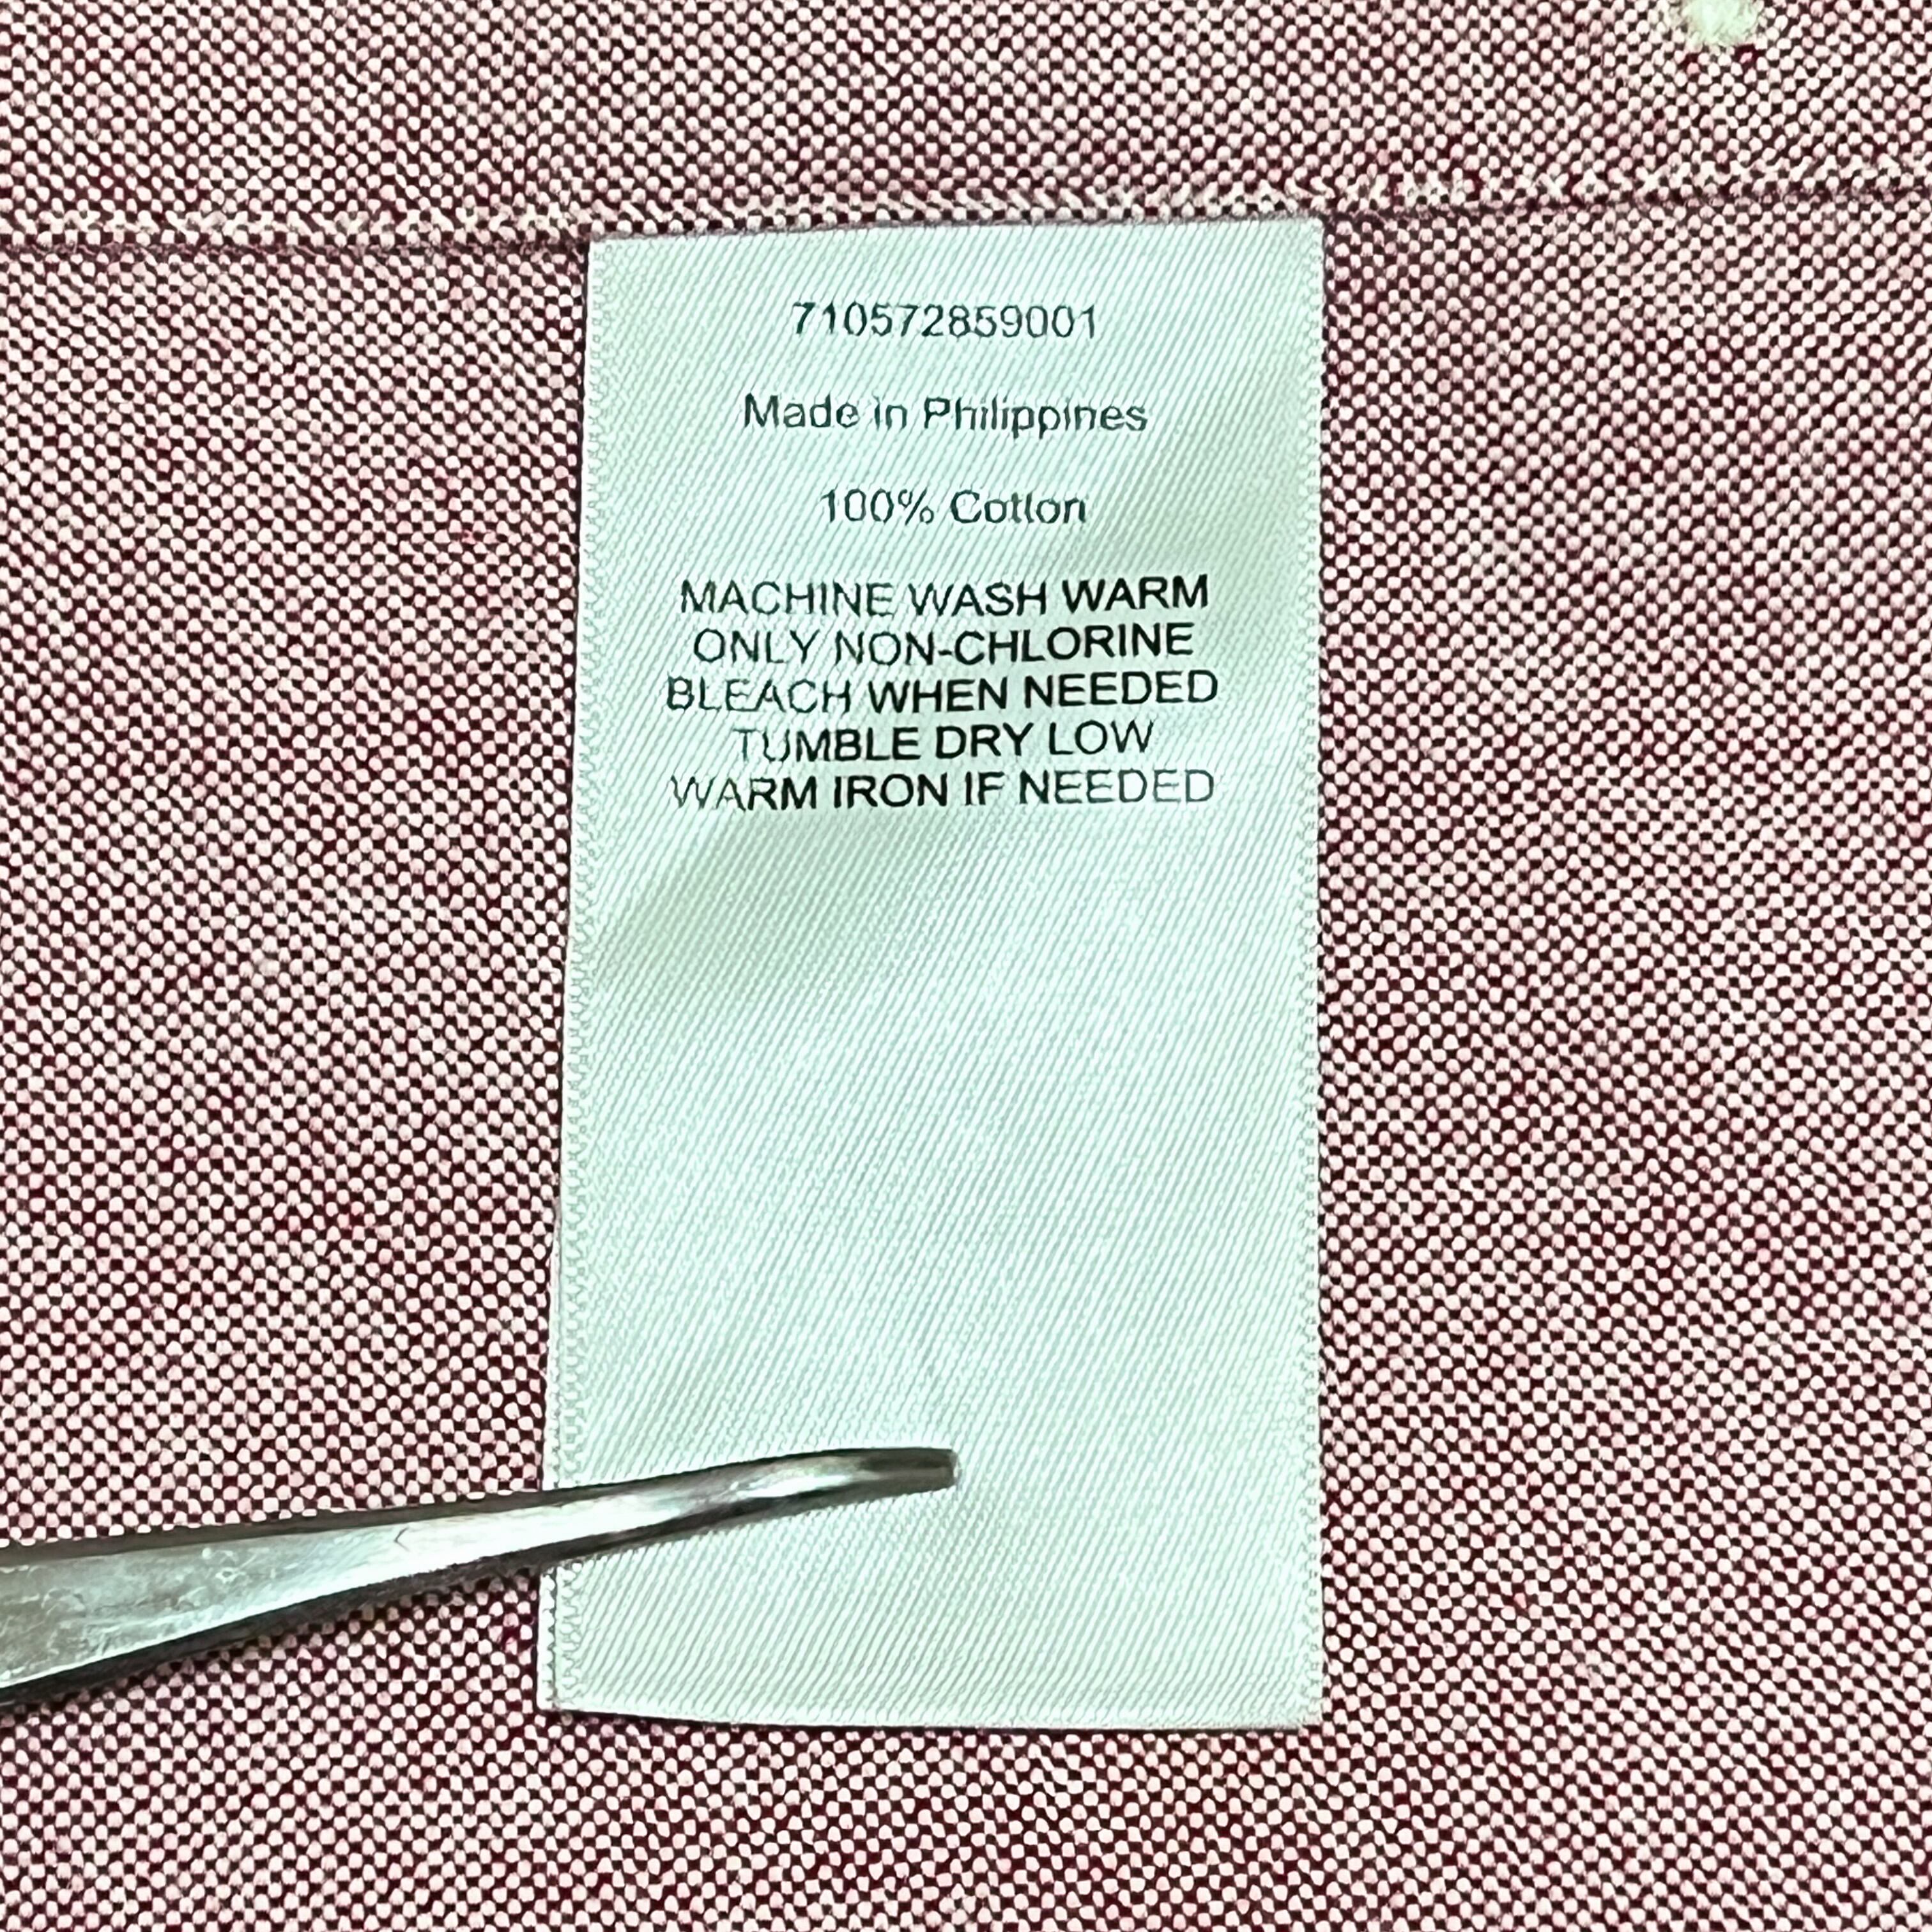 710572859001
Made in Philippines
100% Cotton
MACHINE WASH WARM
ONLY NON-CHLORINE
BLEACH WHEN NEEDED
TUMBLE DRY LOW
WARM IRON IF NEEDED